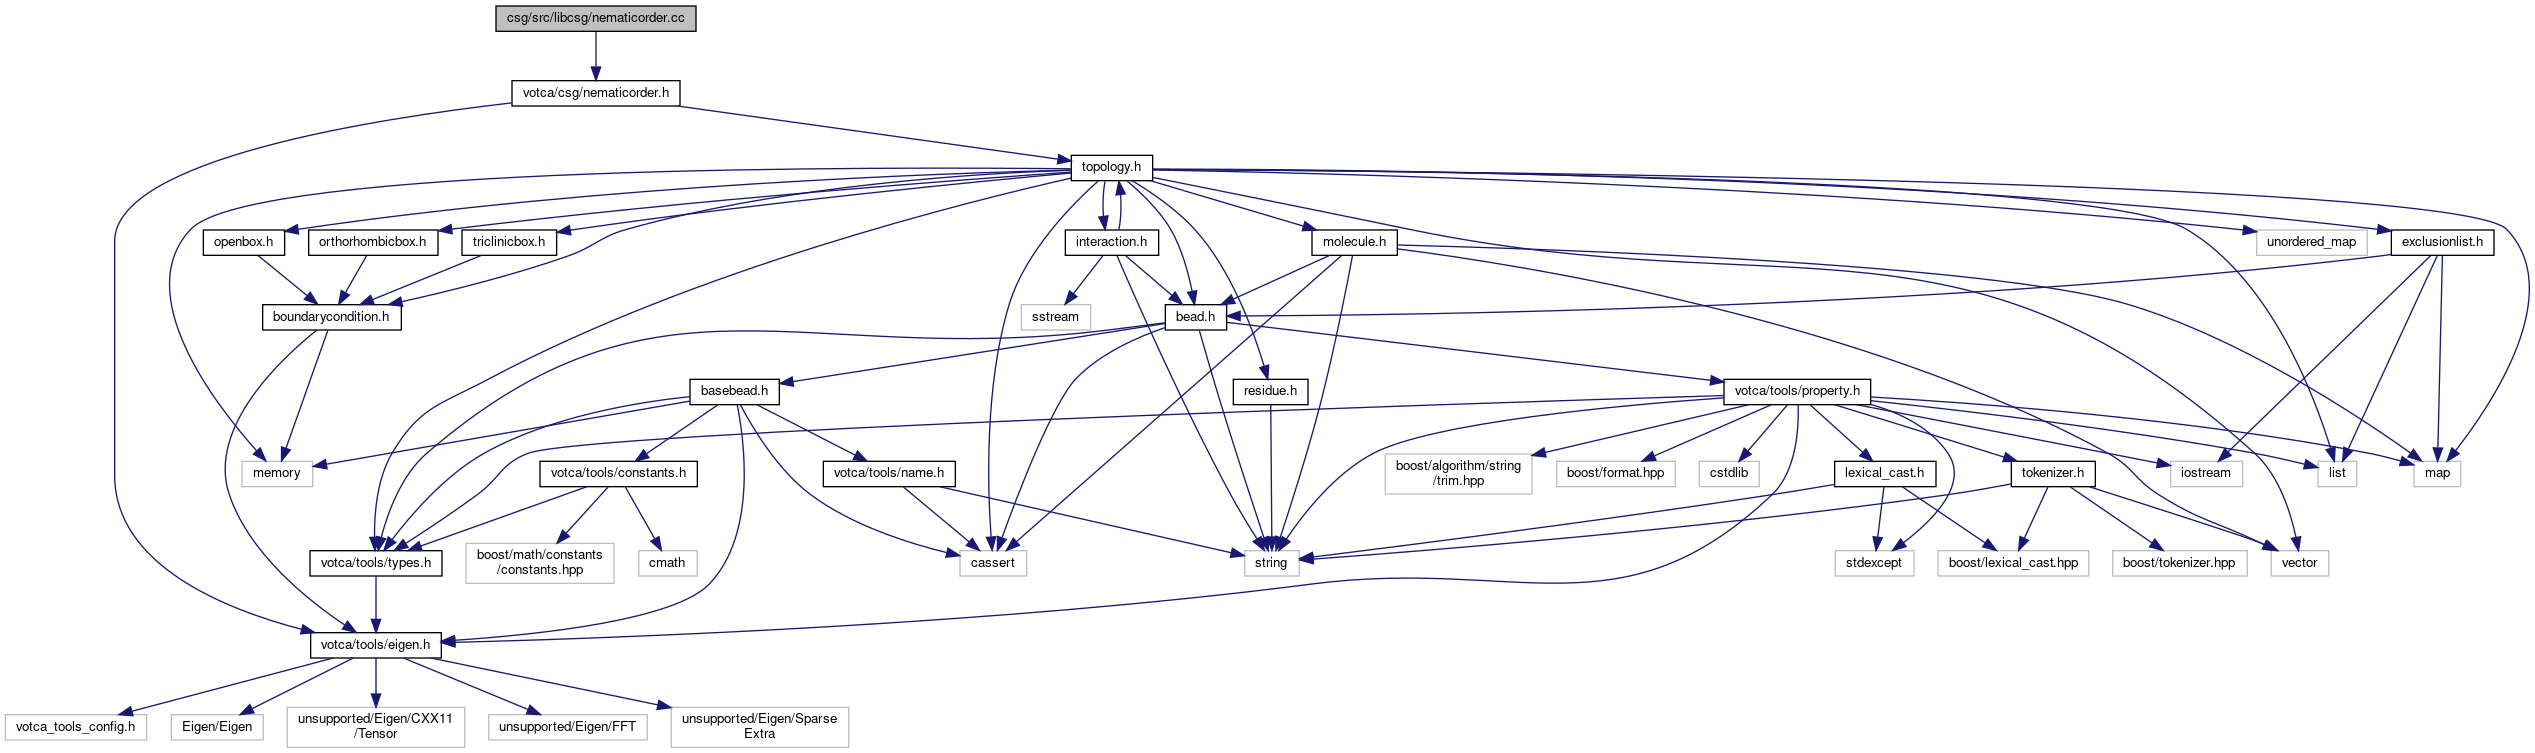 csg/src/libcsg/nematicorder.cc
votca/csg/nematicorder.h
topology.h
openbox.h
orthorhombicbox.h
triclinicbox.h
interaction.h
molecule.h
unordered_map
exclusionlist.h
boundarycondition.h
sstream
bead.h
basebead.h
residue.h
votca/tools/property.h
memory
votca/tools/constants.h
votca/tools/name.h
boost/algorithm/string
/trim.hpp
boost/format.hpp
cstdlib
lexical_cast.h
tokenizer.h
iostream
list
map
votca/tools/types.h
boost/math/constants
/constants.hpp
cmath
cassert
string
stdexcept
boost/lexical_cast.hpp
boost/tokenizer.hpp
vector
votca/tools/eigen.h
votca_tools_config.h
Eigen/Eigen
unsupported/Eigen/CXX11
/Tensor
unsupported/Eigen/FFT
unsupported/Eigen/Sparse
Extra